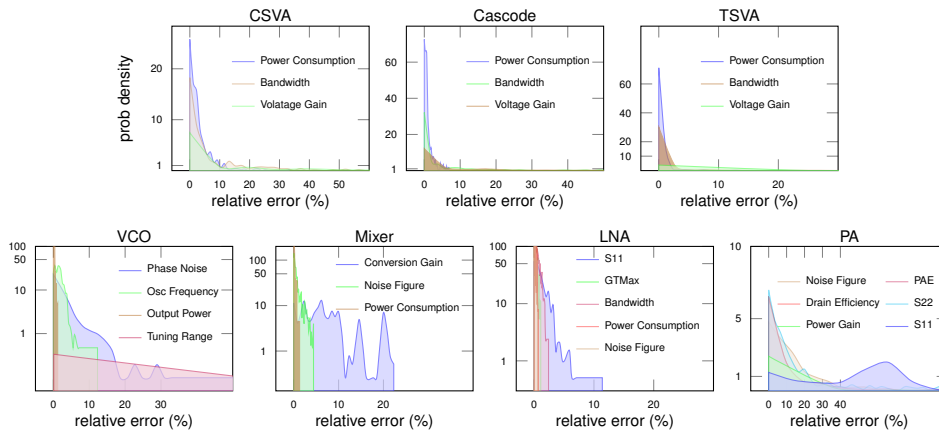 CSVA
prob density
20
10
1
Power Consumption
Bandwidth
Volatage Gain
0 10 20 30 40 50
relative error (%)
Cascode
60
40
20
1
Power Consumption
Bandwidth
Voltage Gain
0 20 40
relative error (%)
TSVA
60
40
30
20
10
Power Consumption
Bandwidth
Voltage Gain
0 20
relative error (%)
VCO
100
50
10
1
Phase Noise
Osc Frequency
Output Power
Tuning Range
0 10 20 30
relative error (%)
Mixer
100
50
10
1
Conversion Gain
Noise Figure
Power Consumption
0 10 20
relative error (%)
LNA
100
50
10
1
S11
GTMax
Bandwidth
Power Consumption
Noise Figure
0 10 20
relative error (%)
PA
10
5
1
Noise Figure
Drain Efficiency
Power Gain
PAE
S22
S11
0 10 20 30 40
relative error (%)